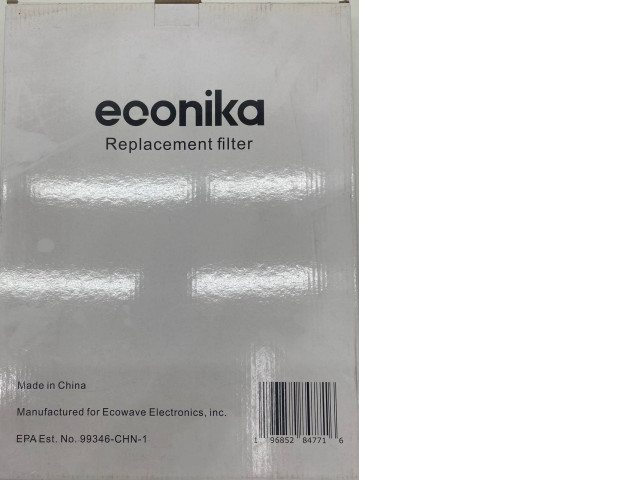 econika
Replacement filter
Made in China
Manufactured for Ecowave Electronics, inc.
EPA Est. No. 99346-CHN-1
1 96852 84771 6